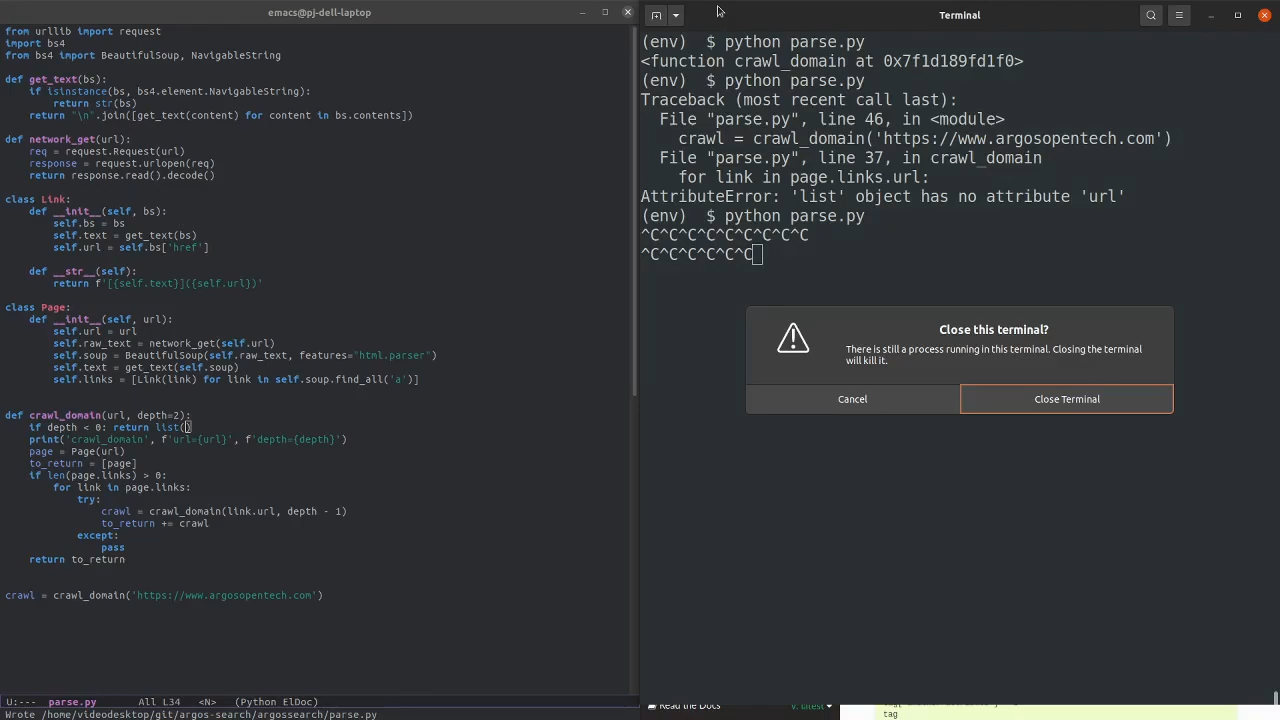 emacs@pj-dell-laptop
from urllib import request
import bs4
from bs4 import BeautifulSoup, NavigableString
def get_text(bs):
    if isinstance(bs, bs4.element.NavigableString):
        return str(bs)
    return "\n".join([get_text(content) for content in bs.contents])
def network_get(url):
    req = request.Request(url)
    response = request.urlopen(req)
    return response.read().decode()
class Link:
    def __init__(self, bs):
        self.bs = bs
        self.text = get_text(bs)
        self.url = self.bs['href']
    def __str__(self):
        return f'[{self.text}]({self.url})'
class Page:
    def __init__(self, url):
        self.url = url
        self.raw_text = network_get(self.url)
        self.soup = BeautifulSoup(self.raw_text, features="html.parser")
        self.text = get_text(self.soup)
        self.links = [Link(link) for link in self.soup.find_all('a')]
def crawl_domain(url, depth=2):
    if depth < 0: return list()
    print('crawl_domain', f'url={url}', f'depth={depth}')
    page = Page(url)
    to_return = [page]
    if len(page.links) > 0:
        for link in page.links:
            try:
                crawl = crawl_domain(link.url, depth - 1)
                to_return += crawl
            except:
                pass
    return to_return
crawl = crawl_domain('https://www.argosopentech.com')
U:--- parse.py All L34 <N> (Python ElDoc)
Wrote /home/videodesktop/git/argos-search/argossearch/parse.py
Terminal
(env) $ python parse.py
<function crawl_domain at 0x7f1d189fd1f0>
(env) $ python parse.py
Traceback (most recent call last):
  File "parse.py", line 46, in <module>
    crawl = crawl_domain('https://www.argosopentech.com')
  File "parse.py", line 37, in crawl_domain
    for link in page.links.url:
AttributeError: 'list' object has no attribute 'url'
(env) $ python parse.py
^C^C^C^C^C^C^C^C^C
^C^C^C^C^C^C
Close this terminal?
There is still a process running in this terminal. Closing the terminal
will kill it.
Cancel
Close Terminal
Read the Docs
v: latest
tag